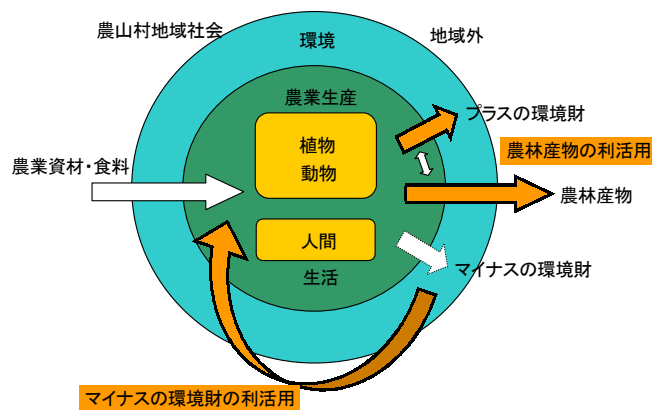 農山村地域社会
環境
地域外
農業生産
プラスの環境財
植物
動物
農林産物の利活用
農業資材・食料
農林産物
人間
マイナスの環境財
生活
マイナスの環境財の利活用